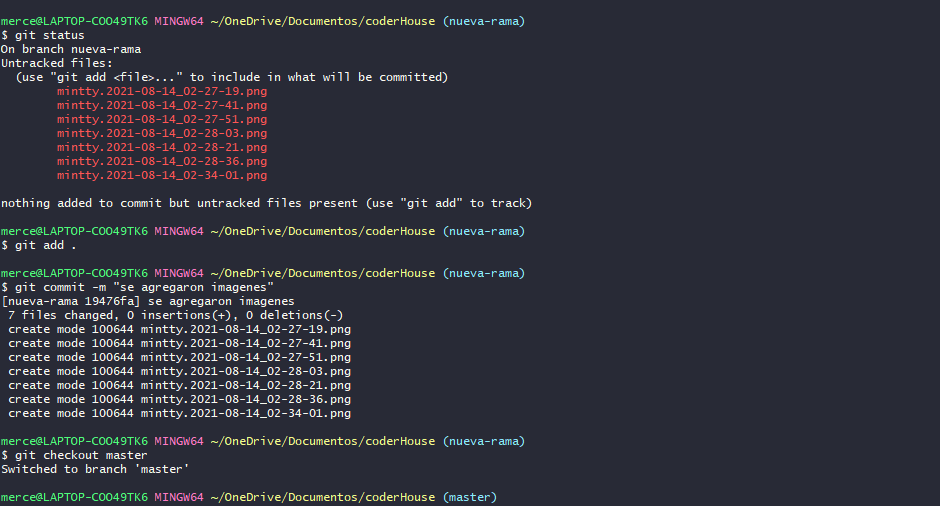 merce@LAPTOP-COO49TK6 MINGW64 ~/OneDrive/Documentos/coderHouse (nueva-rama)
$ git status
On branch nueva-rama
Untracked files:
  (use "git add <file>..." to include in what will be committed)
        mintty.2021-08-14_02-27-19.png
        mintty.2021-08-14_02-27-41.png
        mintty.2021-08-14_02-27-51.png
        mintty.2021-08-14_02-28-03.png
        mintty.2021-08-14_02-28-21.png
        mintty.2021-08-14_02-28-36.png
        mintty.2021-08-14_02-34-01.png

nothing added to commit but untracked files present (use "git add" to track)

merce@LAPTOP-COO49TK6 MINGW64 ~/OneDrive/Documentos/coderHouse (nueva-rama)
$ git add .

merce@LAPTOP-COO49TK6 MINGW64 ~/OneDrive/Documentos/coderHouse (nueva-rama)
$ git commit -m "se agregaron imagenes"
[nueva-rama 19476fa] se agregaron imagenes
 7 files changed, 0 insertions(+), 0 deletions(-)
 create mode 100644 mintty.2021-08-14_02-27-19.png
 create mode 100644 mintty.2021-08-14_02-27-41.png
 create mode 100644 mintty.2021-08-14_02-27-51.png
 create mode 100644 mintty.2021-08-14_02-28-03.png
 create mode 100644 mintty.2021-08-14_02-28-21.png
 create mode 100644 mintty.2021-08-14_02-28-36.png
 create mode 100644 mintty.2021-08-14_02-34-01.png

merce@LAPTOP-COO49TK6 MINGW64 ~/OneDrive/Documentos/coderHouse (nueva-rama)
$ git checkout master
Switched to branch 'master'

merce@LAPTOP-COO49TK6 MINGW64 ~/OneDrive/Documentos/coderHouse (master)